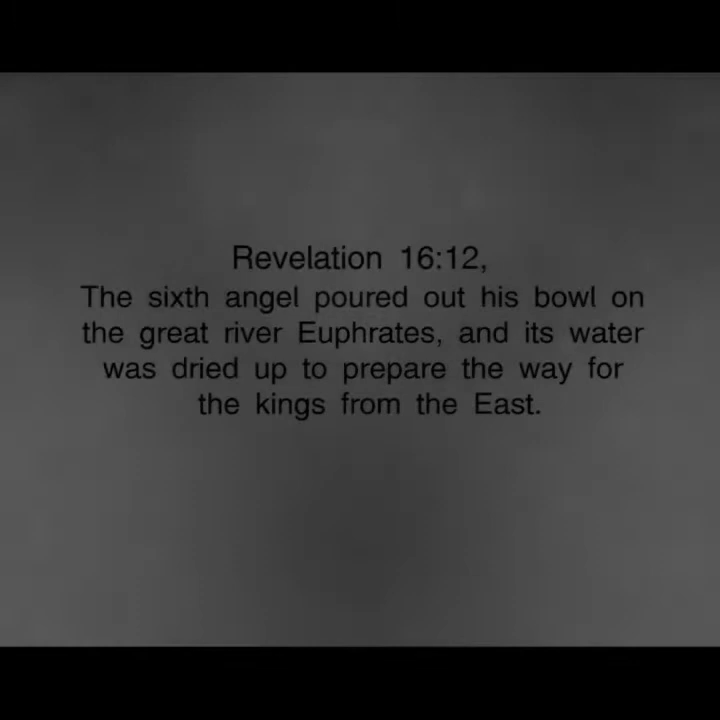 Revelation 16:12,
The sixth angel poured out his bowl on
the great river Euphrates, and its water
was dried up to prepare the way for
the kings from the East.